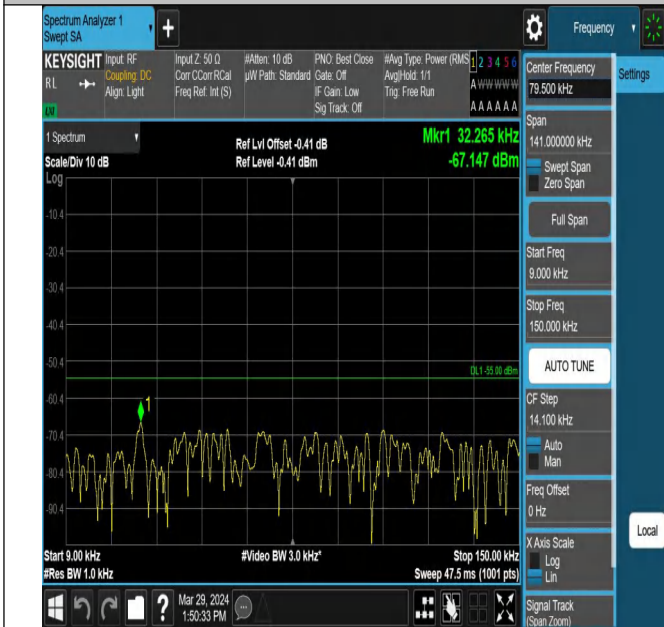 Spectrum Analyzer 1
Swept SA
Frequency
KEYSIGHT
RL
LXI
Input: RF
Coupling: DC
Align: Light
Input Z: 50 Ω
Corr CCorr RCal
Freq Ref: Int (S)
#Atten: 10 dB
µW Path: Standard
PNO: Best Close
Gate: Off
IF Gain: Low
Sig Track: Off
#Avg Type: Power (RMS
Avg|Hold: 1/1
Trig: Free Run
1 2 3 4 5 6
A W W W W W
A A A A A A
1 Spectrum
Scale/Div 10 dB
Log
Ref Lvl Offset -0.41 dB
Ref Level -0.41 dBm
Mkr1 32.265 kHz
-67.147 dBm
-10.4
-20.4
-30.4
-40.4
-50.4
-60.4
-70.4
-80.4
-90.4
DL1 -55.00 dBm
1
Start 9.00 kHz
#Res BW 1.0 kHz
#Video BW 3.0 kHz*
Stop 150.00 kHz
Sweep 47.5 ms (1001 pts)
Mar 29, 2024
1:50:33 PM
Center Frequency
79.500 kHz
Settings
Span
141.000000 kHz
Swept Span
Zero Span
Full Span
Start Freq
9.000 kHz
Stop Freq
150.000 kHz
AUTO TUNE
CF Step
14.100 kHz
Auto
Man
Freq Offset
0 Hz
X Axis Scale
Log
Lin
Local
Signal Track
(Span Zoom)